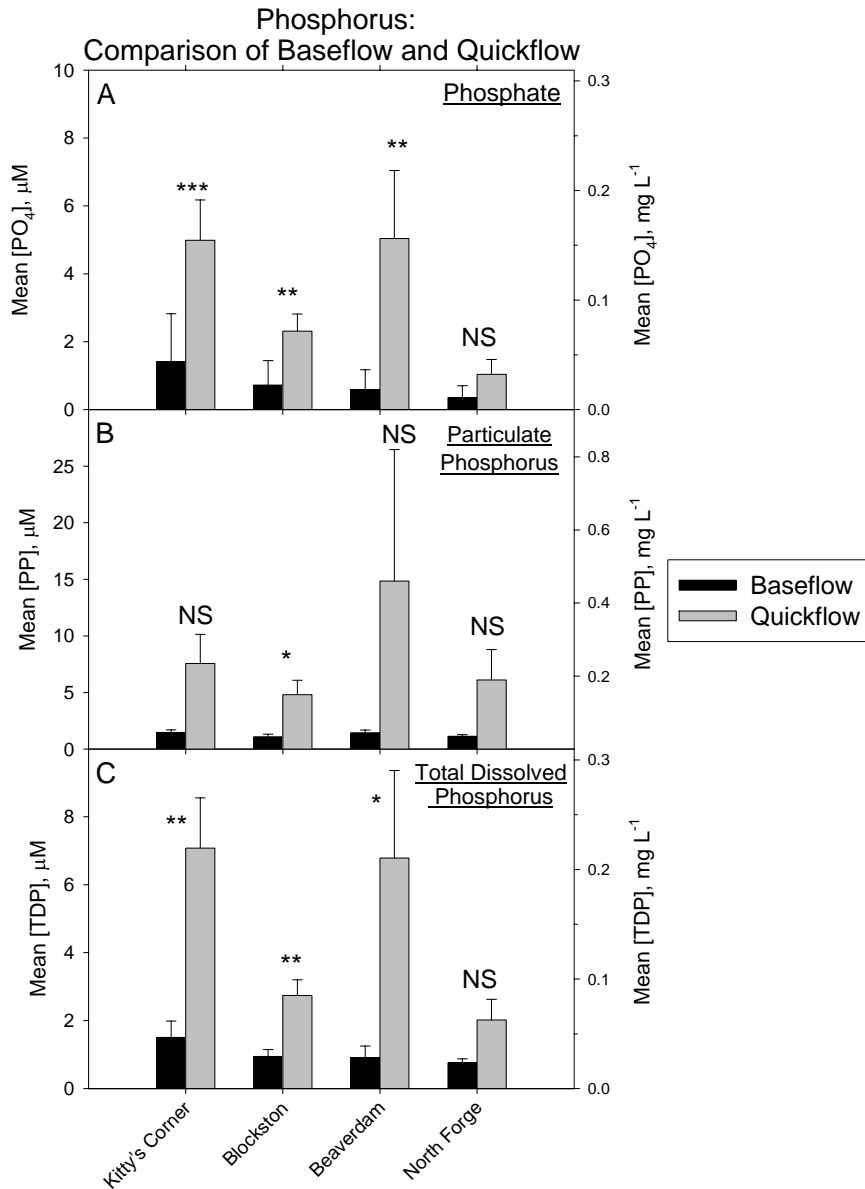 Phosphorus:
Comparison of Baseflow and Quickflow
A
Phosphate
10
8
6
4
2
0
Mean [PO4], μM
0.3
0.2
0.1
0.0
Mean [PO4], mg L-1
***
**
**
NS
B
Particulate
Phosphorus
25
20
15
10
5
0
Mean [PP], μM
0.8
0.6
0.4
0.2
Mean [PP], mg L-1
NS
*
NS
NS
Baseflow
Quickflow
C
Total Dissolved
Phosphorus
8
6
4
2
0
Mean [TDP], μM
0.3
0.2
0.1
0.0
Mean [TDP], mg L-1
**
**
*
NS
Kitty's Corner
Blockston
Beaverdam
North Forge